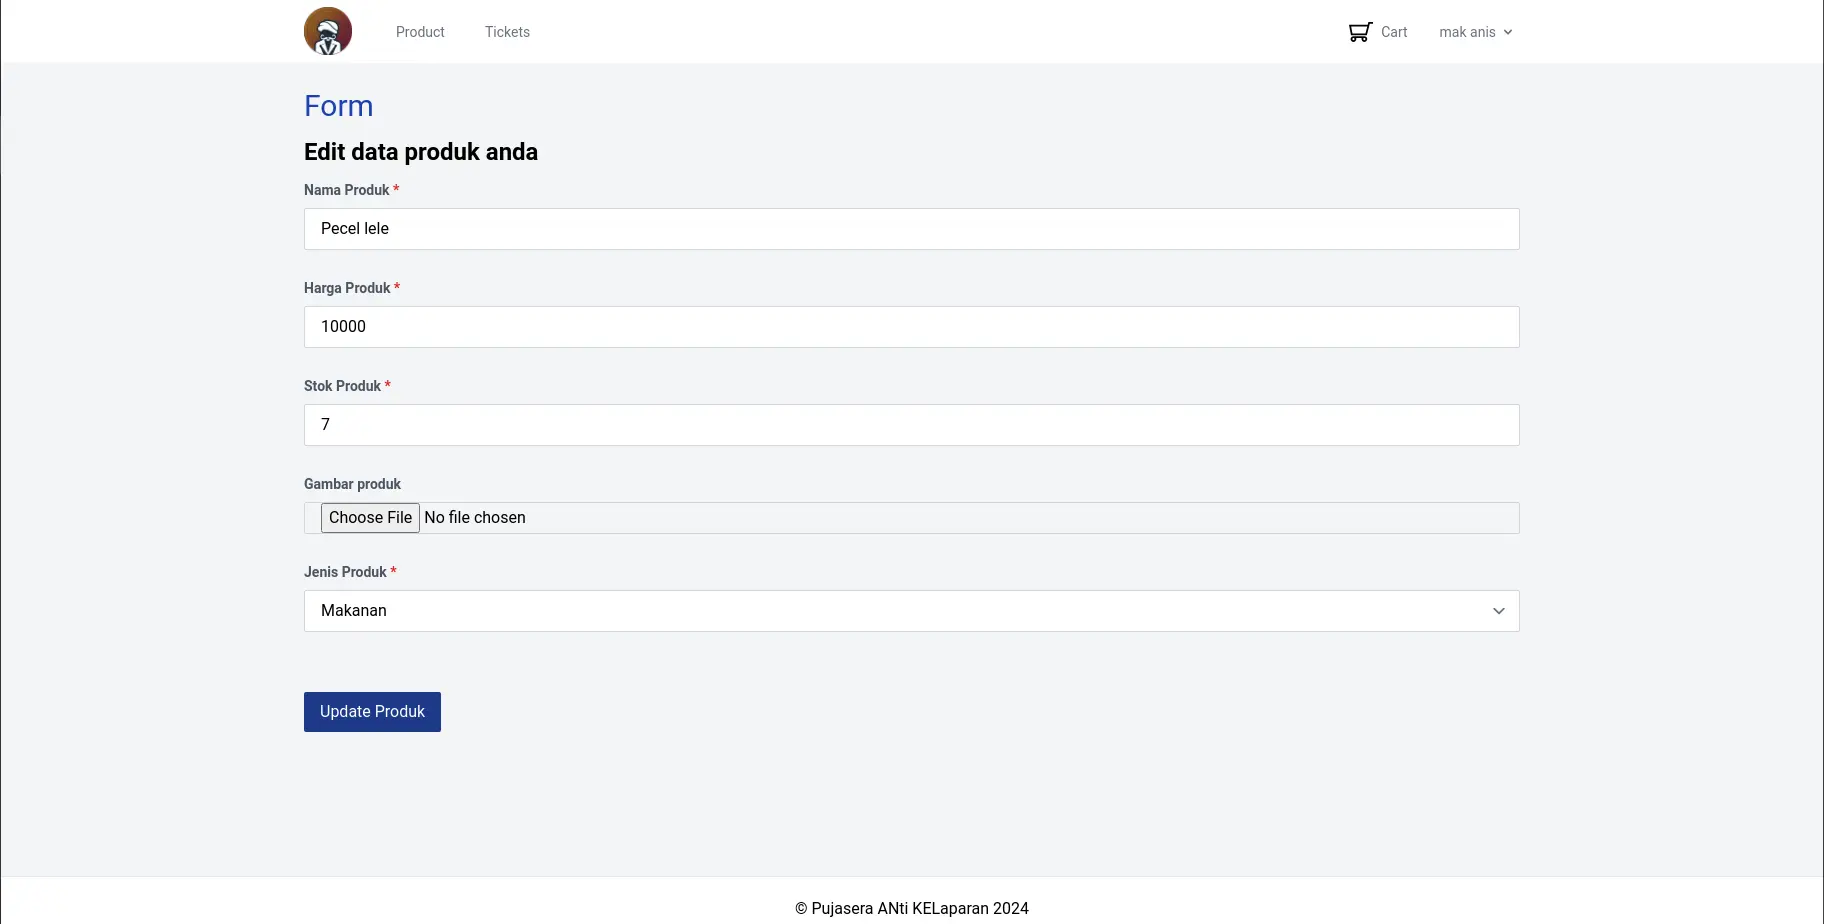 Product Tickets Cart mak anis
Form
Edit data produk anda
Nama Produk *
Pecel lele
Harga Produk *
10000
Stok Produk *
7
Gambar produk
Choose File No file chosen
Jenis Produk *
Makanan
Update Produk
© Pujasera ANti KELaparan 2024